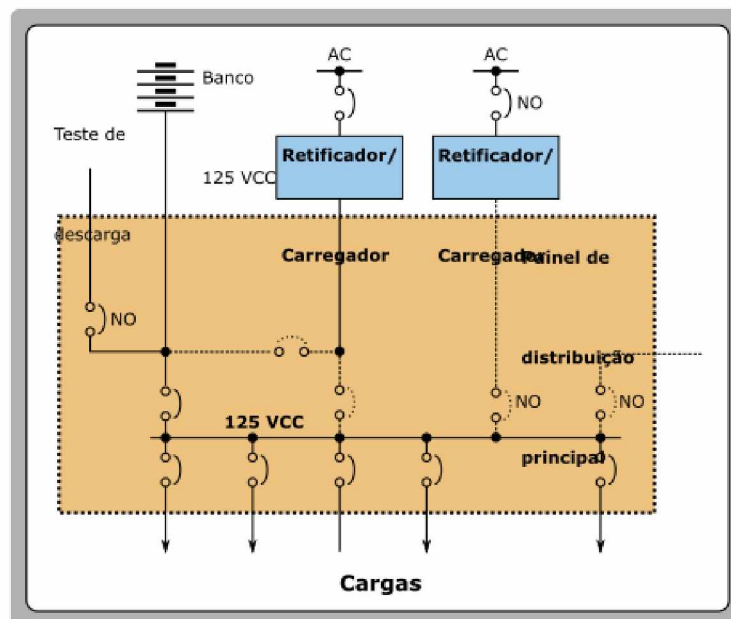 AC
AC
Banco
NO
Teste de
Retificador/
Retificador/
125 VCC
descarga
Carregador
Carregador
Painel de
NO
distribuição
NO
NO
125 VCC
principal
Cargas